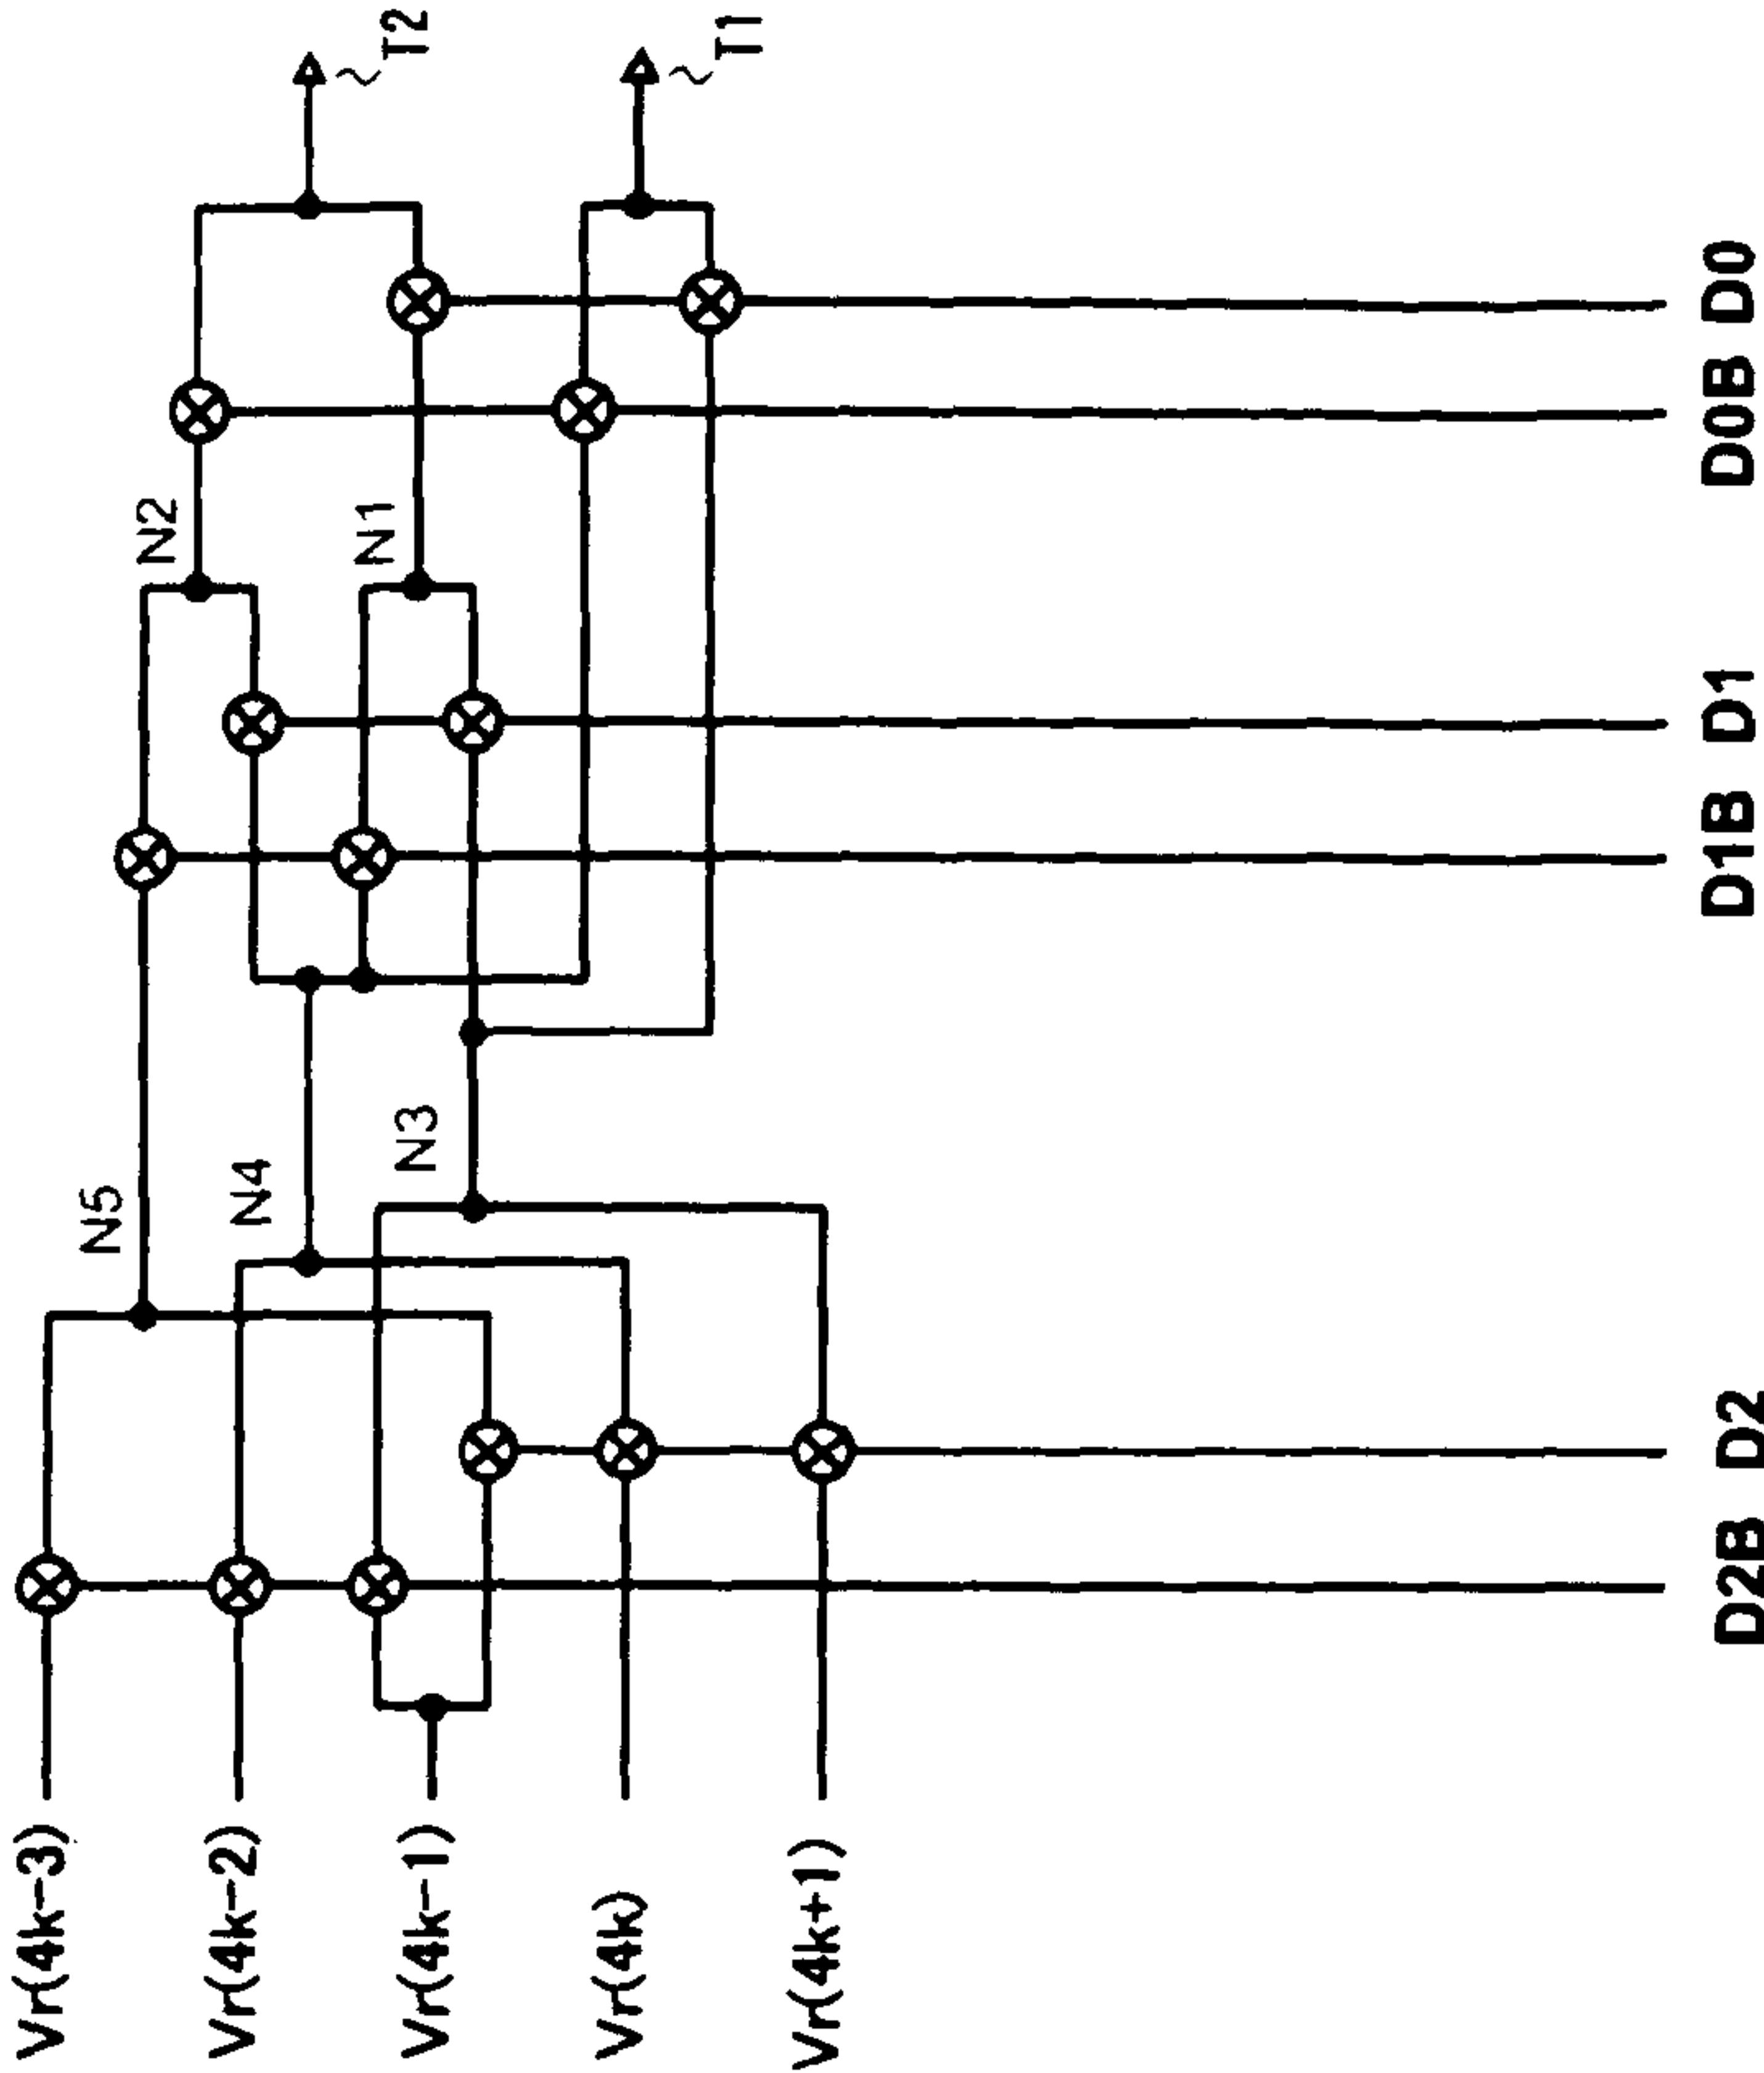 Vr(4k-3)
Vr(4k-2)
Vr(4k-1)
Vr(4k)
Vr(4k+1)
N5
N4
N3
N2
N1
T2
T1
D2B
D2
D1B
D1
D0B
D0